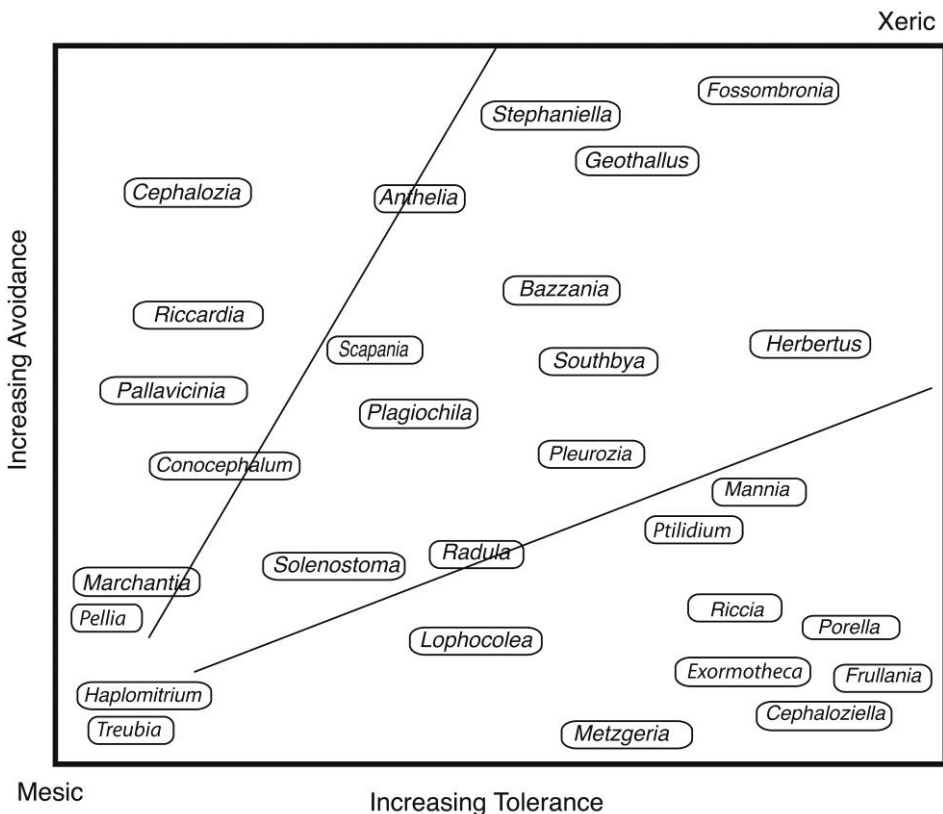 Xeric
Fossombronia
Stephaniella
Geothallus
Cephalozia
Anthelia
Bazzania
Riccardia
Scapania
Southbya
Herbertus
Pallavicinia
Plagiochila
Conocephalum
Pleurozia
Mannia
Ptilidium
Radula
Solenostoma
Marchantia
Pellia
Riccia
Porella
Lophocolea
Exormotheca
Frullania
Haplomitrium
Cephaloziella
Treubia
Metzgeria
Increasing Avoidance
Mesic
Increasing Tolerance